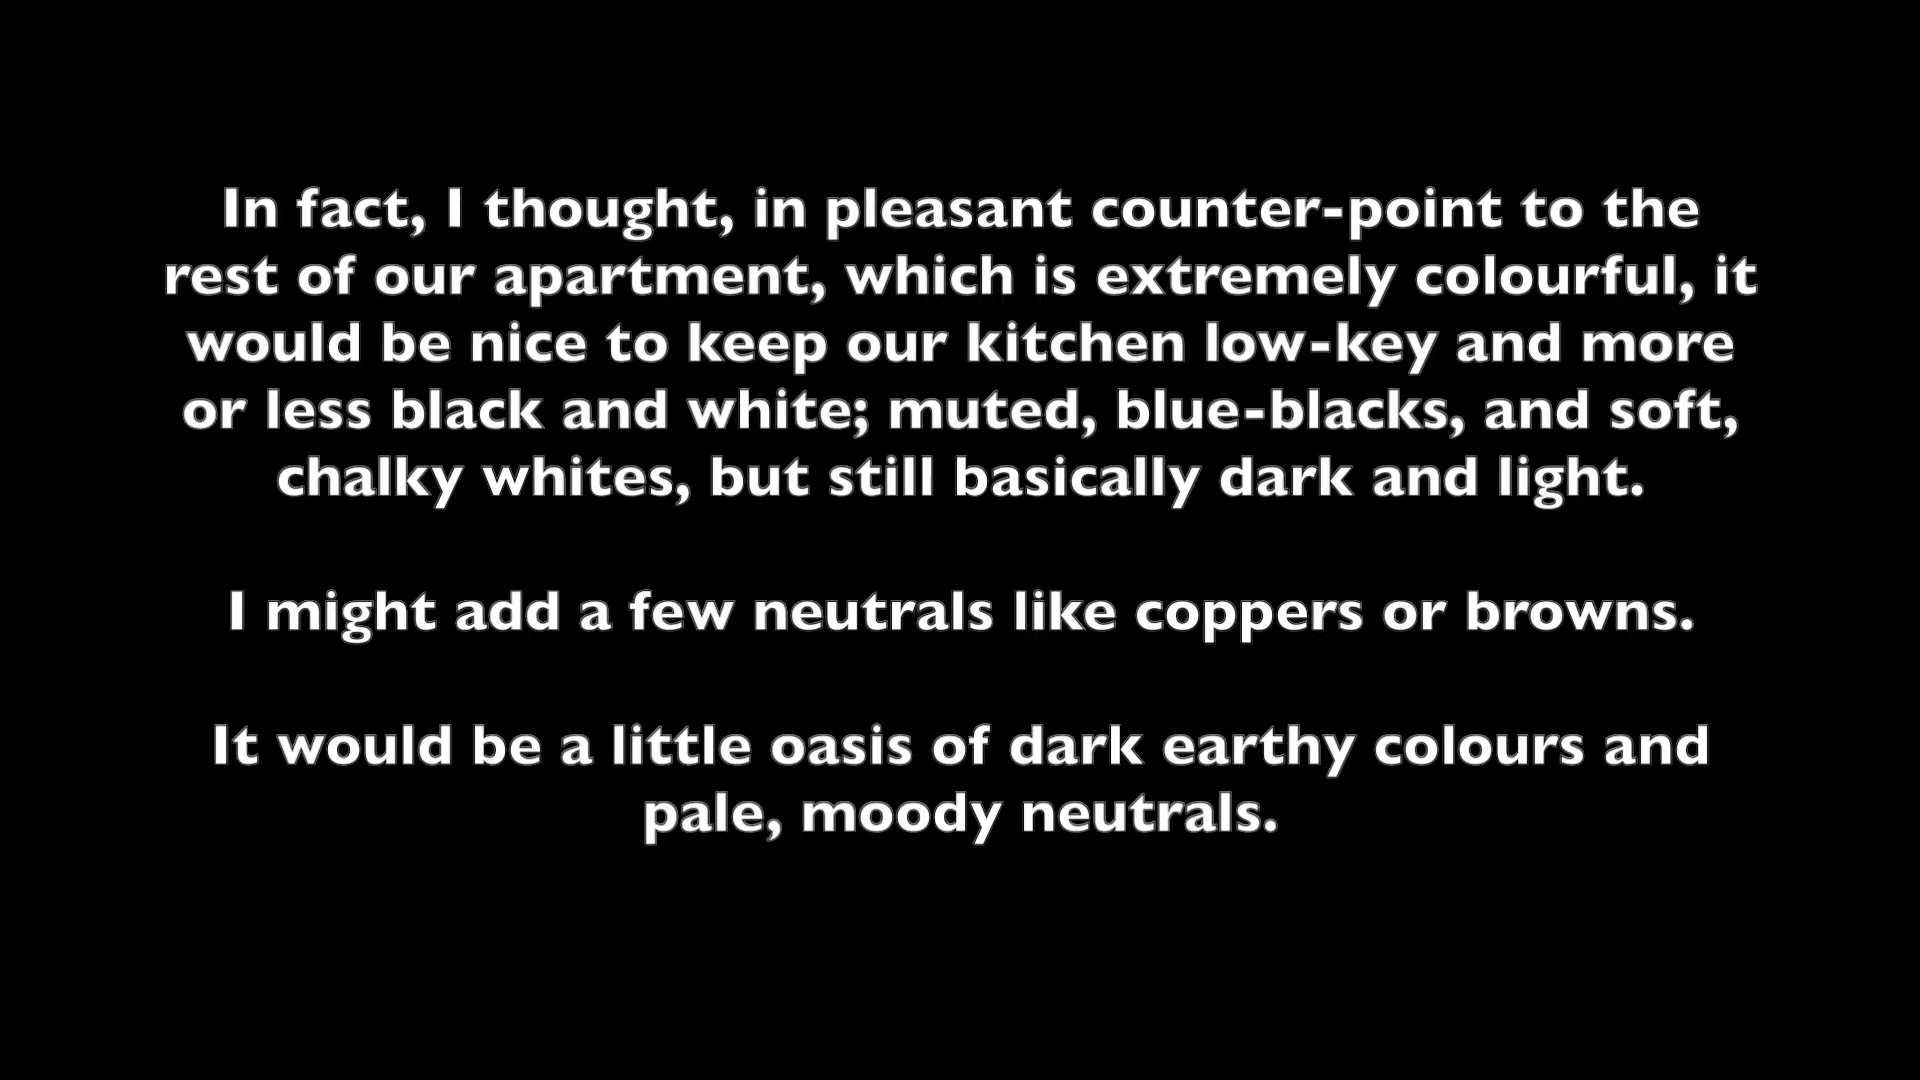 In fact, I thought, in pleasant counter-point to the
rest of our apartment, which is extremely colourful, it
would be nice to keep our kitchen low-key and more
or less black and white; muted, blue-blacks, and soft,
chalky whites, but still basically dark and light.
I might add a few neutrals like coppers or browns.
It would be a little oasis of dark earthy colours and
pale, moody neutrals.